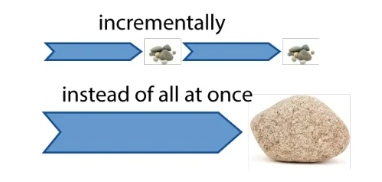 incrementally
instead of all at once